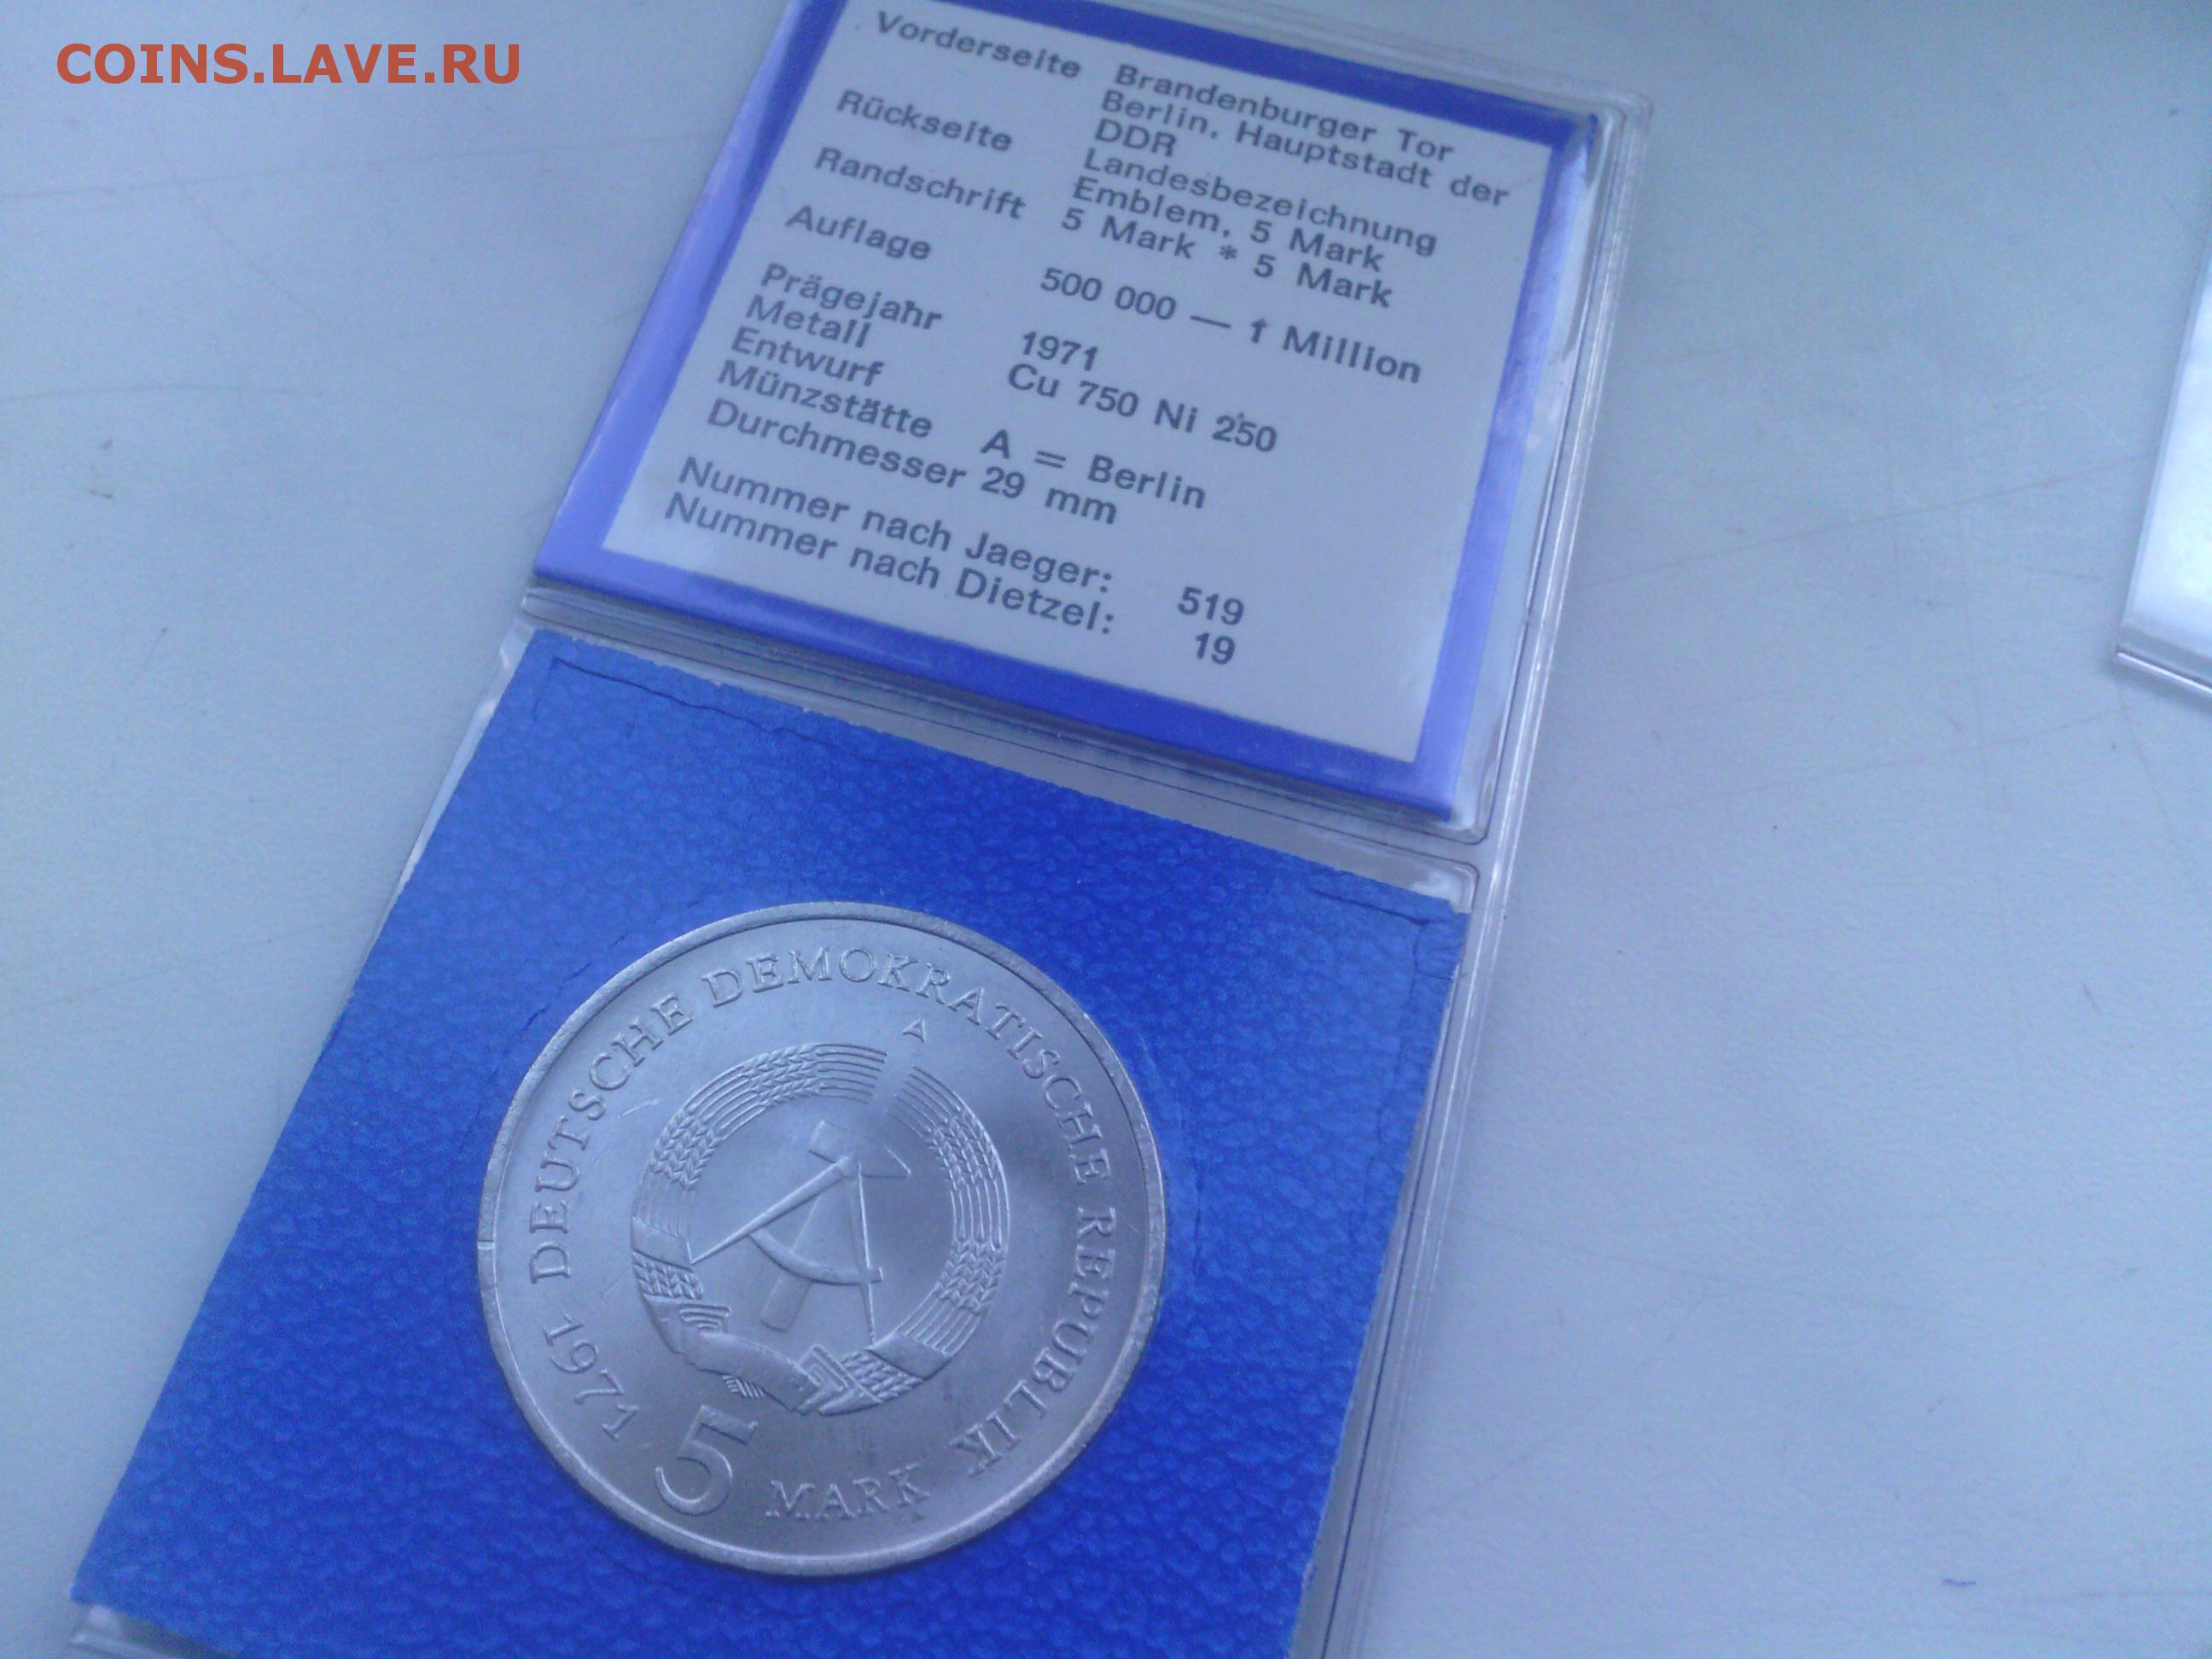 COINS.LAVE.RU
Vorderseite Brandenburger Tor
Berlin, Hauptstadt der
DDR
Rückseite Landesbezeichnung
Emblem, 5 Mark
Randschrift 5 Mark * 5 Mark
Auflage 500 000 — 1 Million
Prägejahr 1971
Metall Cu 750 Ni 250
Entwurf
Münzstätte A = Berlin
Durchmesser 29 mm
Nummer nach Jaeger: 519
Nummer nach Dietzel: 19
DEUTSCHE DEMOKRATISCHE REPUBLIK
A
1971
5 MARK